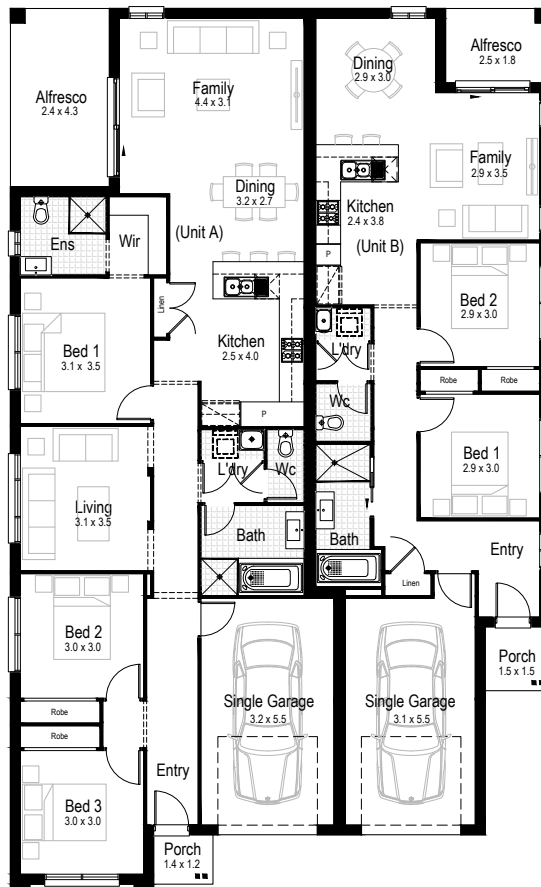 Alfresco
2.4 x 4.3
Family
4.4 x 3.1
Dining
3.2 x 2.7
Ens
Wir
(Unit A)
Linen
Bed 1
3.1 x 3.5
Kitchen
2.5 x 4.0
P
L'dry
Wc
Living
3.1 x 3.5
Bath
Bed 2
3.0 x 3.0
Robe
Robe
Bed 3
3.0 x 3.0
Entry
Porch
1.4 x 1.2
Single Garage
3.2 x 5.5
Dining
2.9 x 3.0
Alfresco
2.5 x 1.8
Family
2.9 x 3.5
Kitchen
2.4 x 3.8
(Unit B)
P
Bed 2
2.9 x 3.0
L'dry
Robe
Robe
Wc
Bed 1
2.9 x 3.0
Bath
Entry
Linen
Porch
1.5 x 1.5
Single Garage
3.1 x 5.5